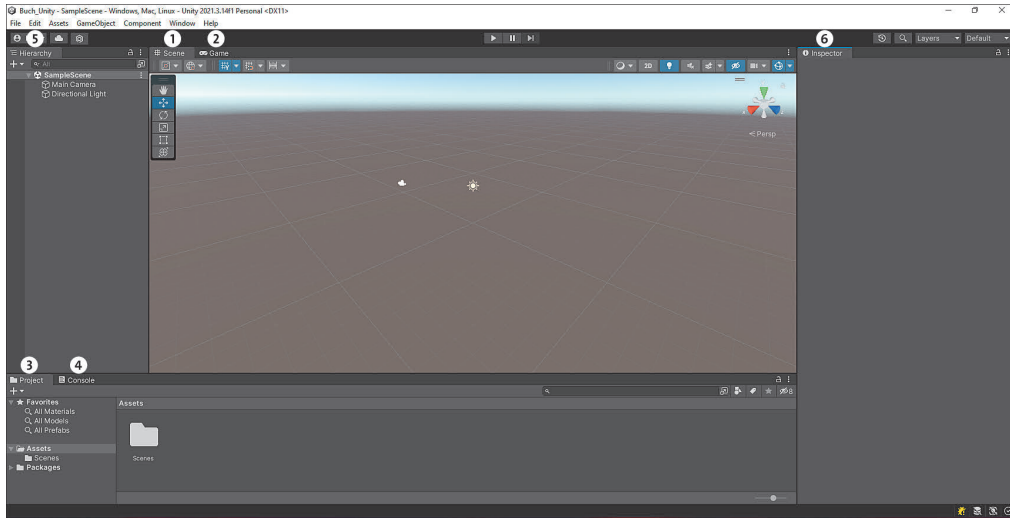 Buch_Unity - SampleScene - Windows, Mac, Linux - Unity 2021.3.14f1 Personal <DX11>
File Edit Assets GameObject Component Window Help
5 1 2 6
Layers Default
Hierarchy
All
SampleScene
Main Camera
Directional Light
Scene Game
2D
Persp
Inspector
3 4
Project Console
8
Favorites
All Materials
All Models
All Prefabs
Assets
Scenes
Packages
Assets
Scenes